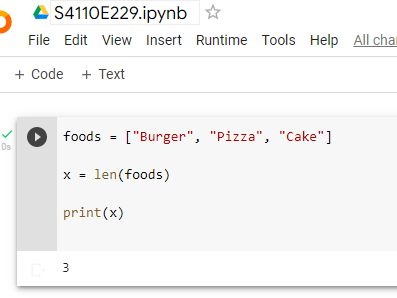 S4110E229.ipynb
File Edit View Insert Runtime Tools Help All chan
+ Code + Text
0s
foods = ["Burger", "Pizza", "Cake"]
x = len(foods)
print(x)
3